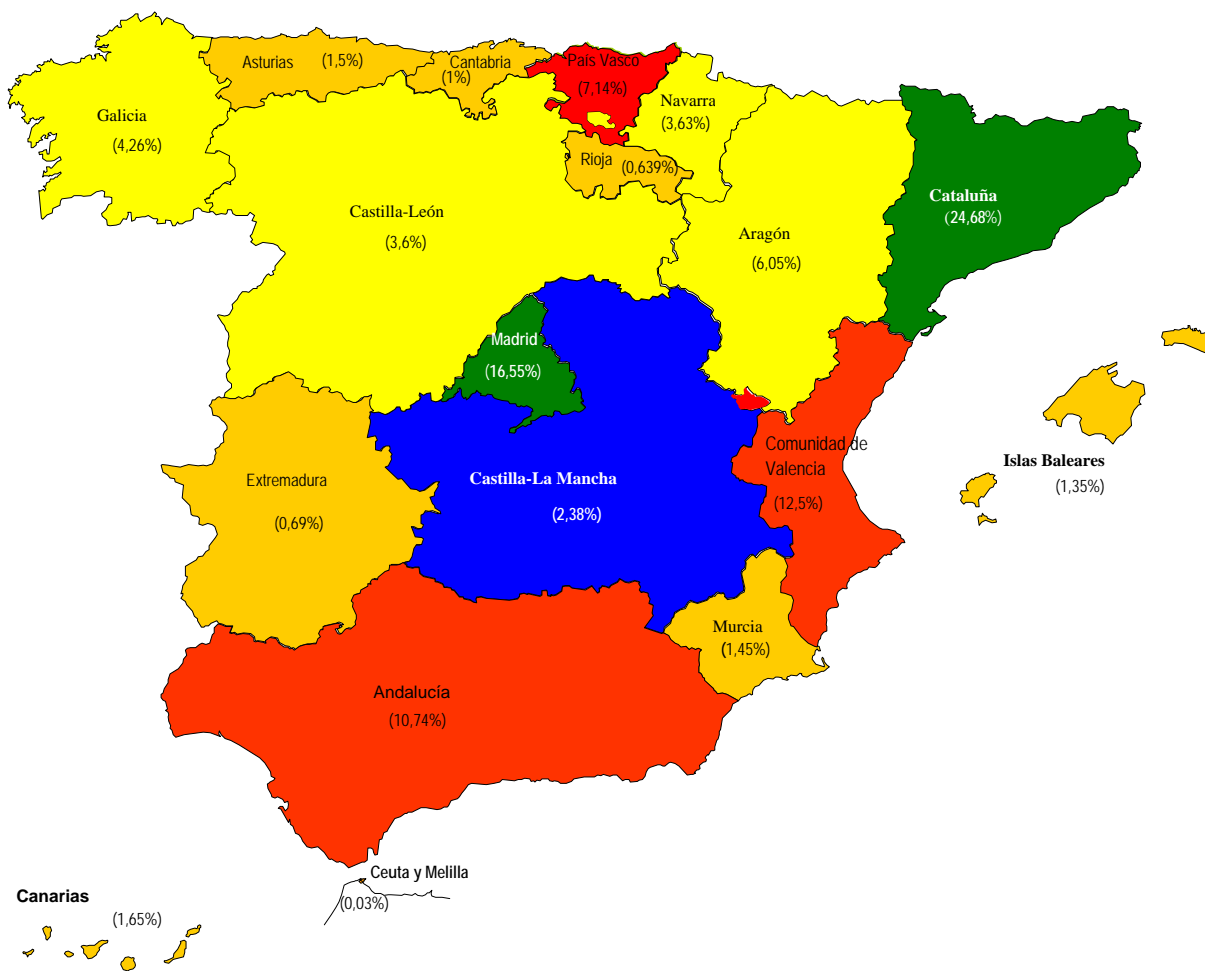 Asturias (1,5%)
Cantabria
(1%)
País Vasco
(7,14%)
Galicia
(4,26%)
Navarra
(3,63%)
Rioja (0,639%)
Cataluña
(24,68%)
Castilla-León
(3,6%)
Aragón
(6,05%)
Madrid
(16,55%)
Comunidad de
Valencia
(12,5%)
Islas Baleares
(1,35%)
Extremadura
(0,69%)
Castilla-La Mancha
(2,38%)
Murcia
(1,45%)
Andalucía
(10,74%)
Ceuta y Melilla
(0,03%)
Canarias
(1,65%)